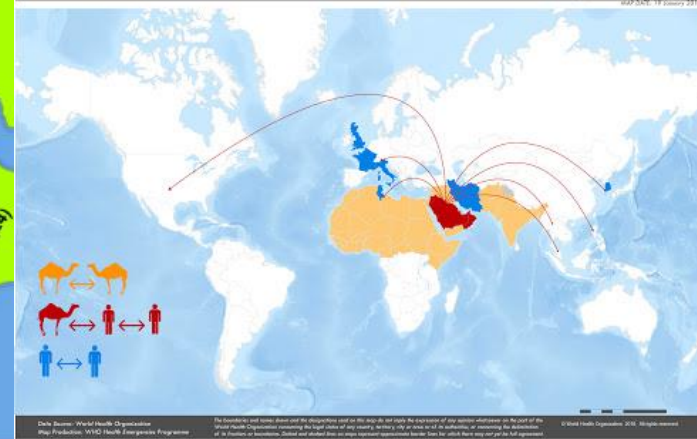 MAP DATE: 19 January 201
Data Source: World Health Organization
Map Production: WHO Health Emergencies Programme
The boundaries and names shown and the designations used on this map do not imply the expression of any opinion whatsoever on the part of the
World Health Organization concerning the legal status of any country, territory, city or area or of its authorities, or concerning the delimitation
of its frontiers or boundaries. Dotted and dashed lines on maps represent approximate border lines for which there may not yet be full agreement.
© World Health Organization 2018. All rights reserved.